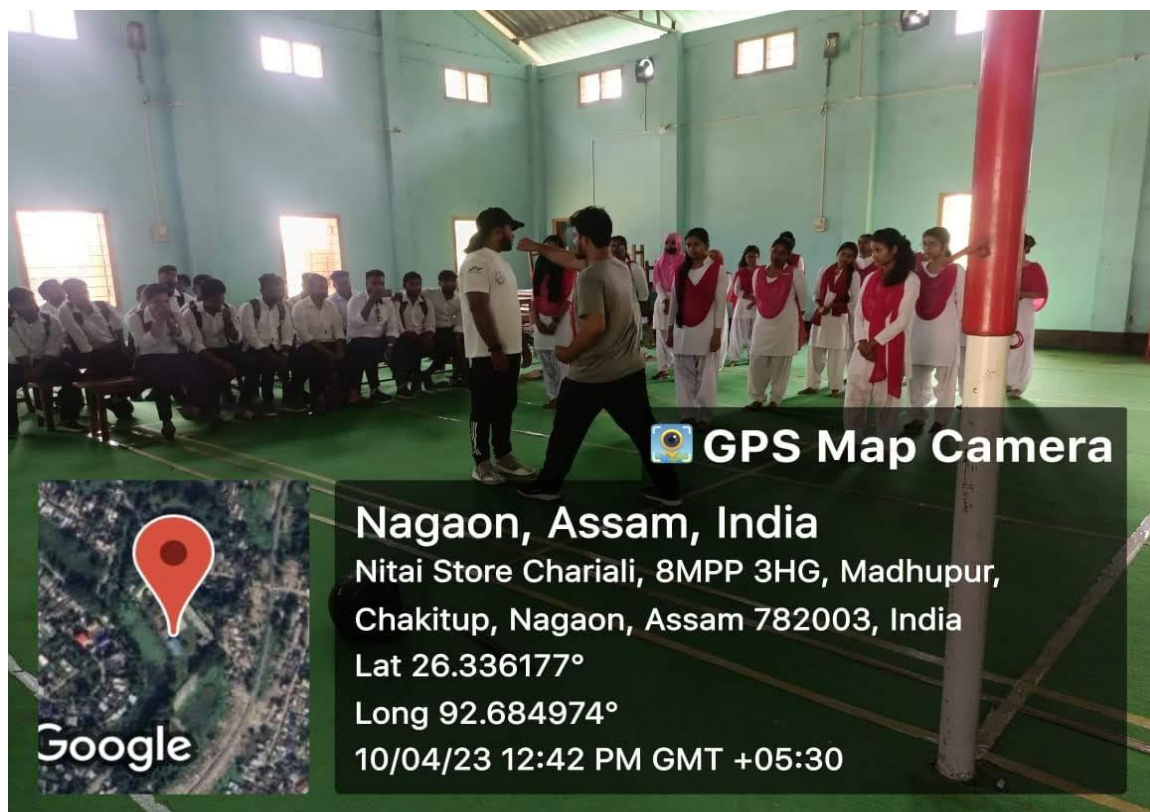 GPS Map Camera
Nagaon, Assam, India
Nitai Store Chariali, 8MPP 3HG, Madhupur,
Chakitup, Nagaon, Assam 782003, India
Lat 26.336177°
Long 92.684974°
10/04/23 12:42 PM GMT +05:30
Google